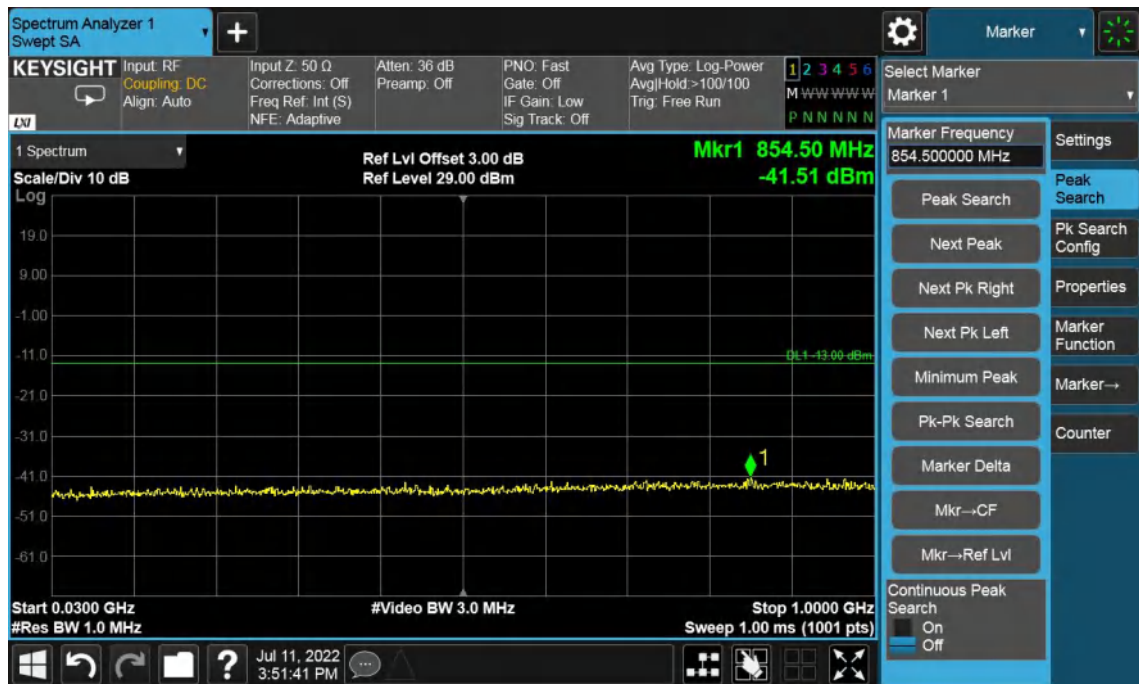 Spectrum Analyzer 1
Swept SA
+
Marker
KEYSIGHT
LXI
Input: RF
Coupling: DC
Align: Auto
Input Z: 50 Ω
Corrections: Off
Freq Ref: Int (S)
NFE: Adaptive
Atten: 36 dB
Preamp: Off
PNO: Fast
Gate: Off
IF Gain: Low
Sig Track: Off
Avg Type: Log-Power
Avg|Hold:>100/100
Trig: Free Run
1 2 3 4 5 6
M W W W W W
P N N N N N
Select Marker
Marker 1
1 Spectrum
Scale/Div 10 dB
Log
Ref Lvl Offset 3.00 dB
Ref Level 29.00 dBm
Mkr1 854.50 MHz
-41.51 dBm
19.0
9.00
-1.00
-11.0
-21.0
-31.0
-41.0
-51.0
-61.0
DL1 -13.00 dBm
1
Start 0.0300 GHz
#Res BW 1.0 MHz
#Video BW 3.0 MHz
Stop 1.0000 GHz
Sweep 1.00 ms (1001 pts)
Marker Frequency
854.500000 MHz
Peak Search
Next Peak
Next Pk Right
Next Pk Left
Minimum Peak
Pk-Pk Search
Marker Delta
Mkr→CF
Mkr→Ref Lvl
Continuous Peak
Search
On
Off
Settings
Peak
Search
Pk Search
Config
Properties
Marker
Function
Marker→
Counter
?
Jul 11, 2022
3:51:41 PM